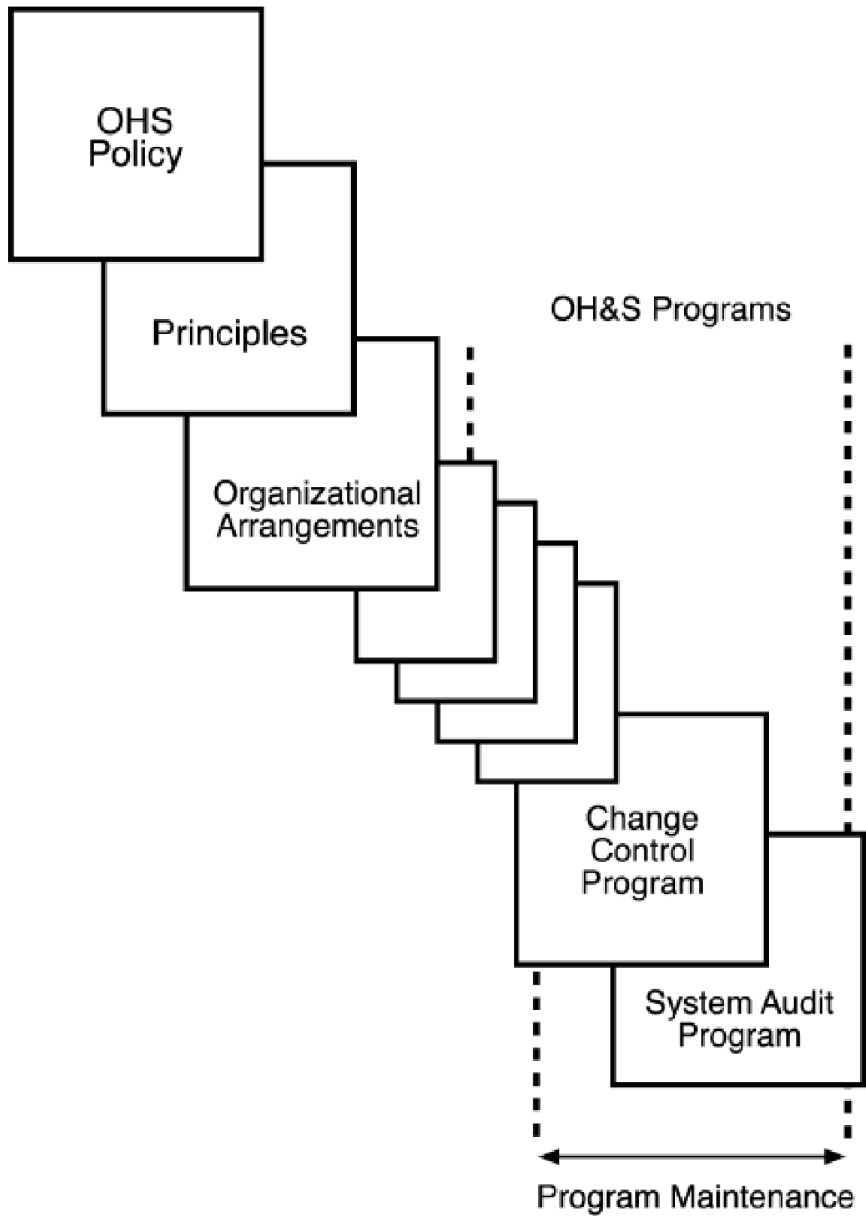 OHS
Policy
Principles
OH&S Programs
Organizational
Arrangements
Change
Control
Program
System Audit
Program
Program Maintenance